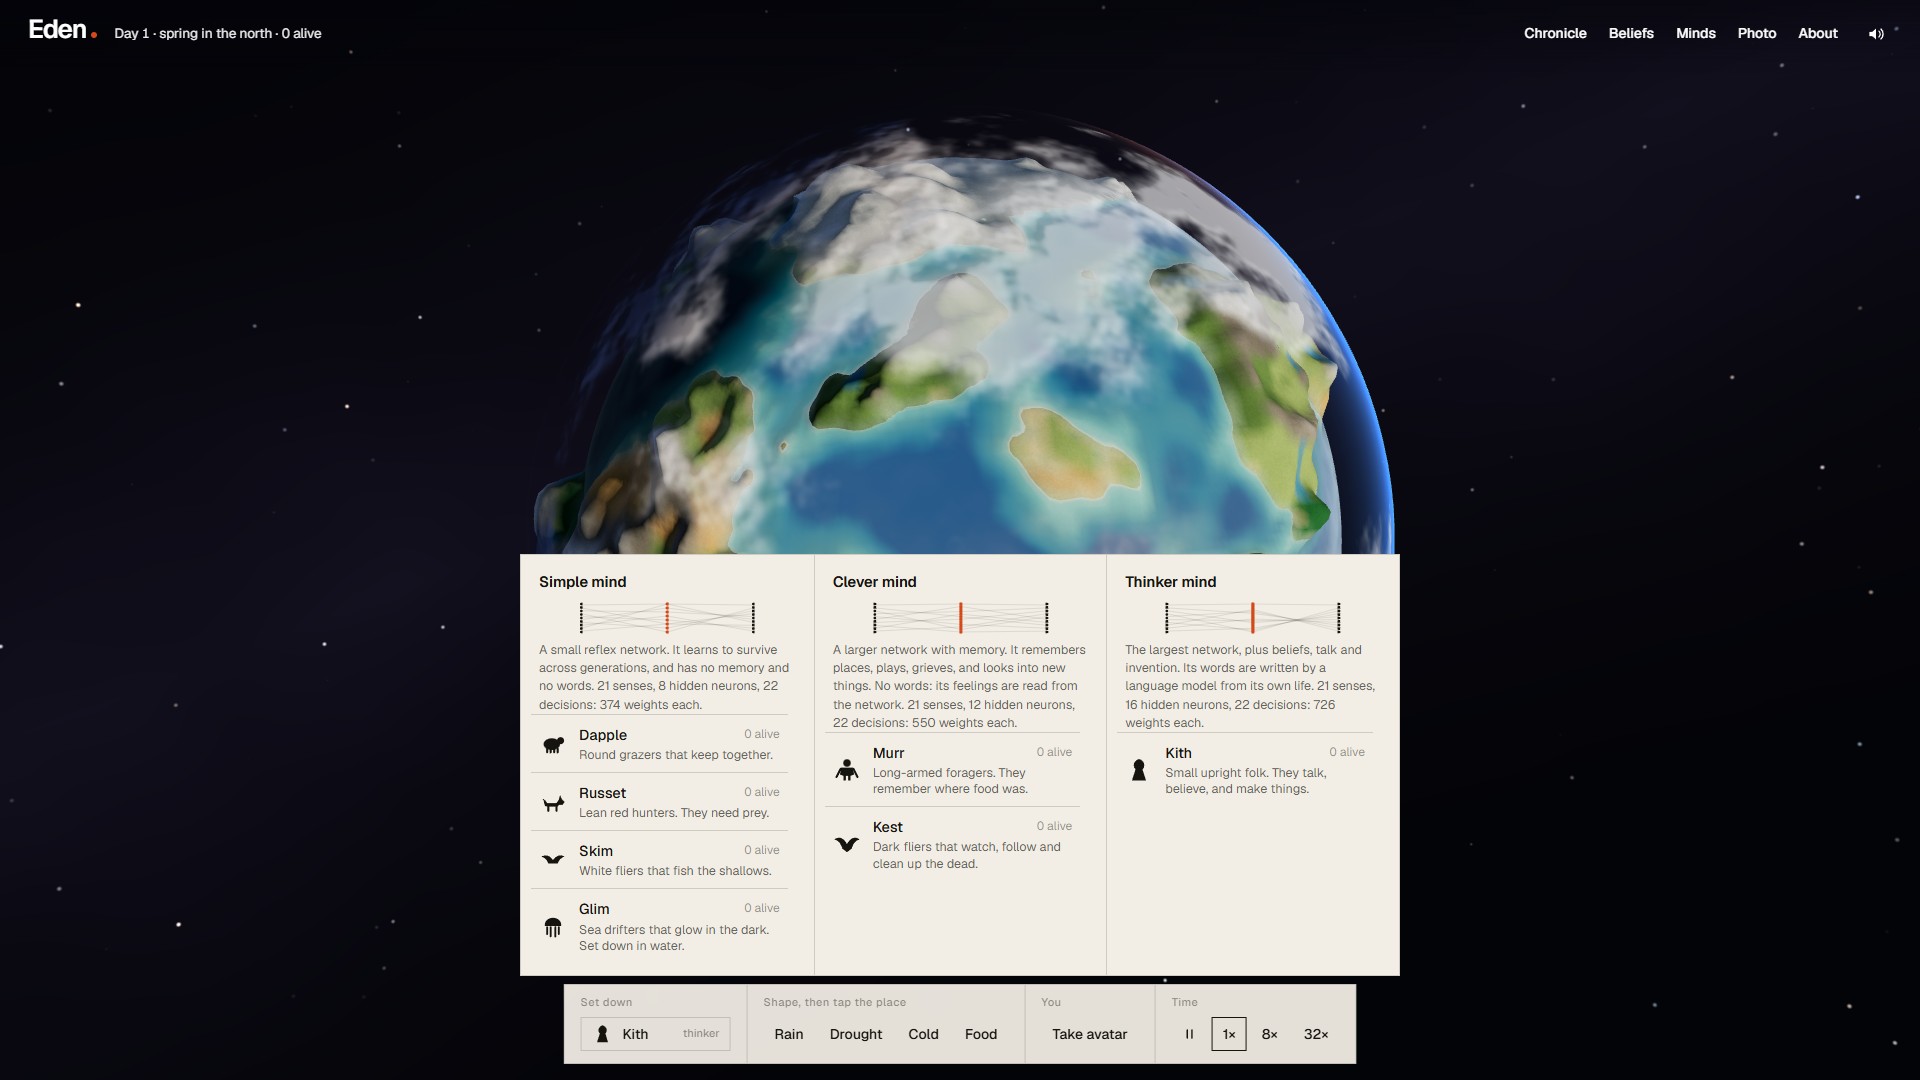 Eden.
Day 1 · spring in the north · 0 alive
Chronicle Beliefs Minds Photo About
Simple mind
A small reflex network. It learns to survive
across generations, and has no memory and
no words. 21 senses, 8 hidden neurons, 22
decisions: 374 weights each.
Dapple 0 alive
Round grazers that keep together.
Russet 0 alive
Lean red hunters. They need prey.
Skim 0 alive
White fliers that fish the shallows.
Glim 0 alive
Sea drifters that glow in the dark.
Set down in water.
Clever mind
A larger network with memory. It remembers
places, plays, grieves, and looks into new
things. No words: its feelings are read from
the network. 21 senses, 12 hidden neurons,
22 decisions: 550 weights each.
Murr 0 alive
Long-armed foragers. They
remember where food was.
Kest 0 alive
Dark fliers that watch, follow and
clean up the dead.
Thinker mind
The largest network, plus beliefs, talk and
invention. Its words are written by a
language model from its own life. 21 senses,
16 hidden neurons, 22 decisions: 726
weights each.
Kith 0 alive
Small upright folk. They talk,
believe, and make things.
Set down
Kith thinker
Shape, then tap the place
Rain Drought Cold Food
You
Take avatar
Time
1× 8× 32×